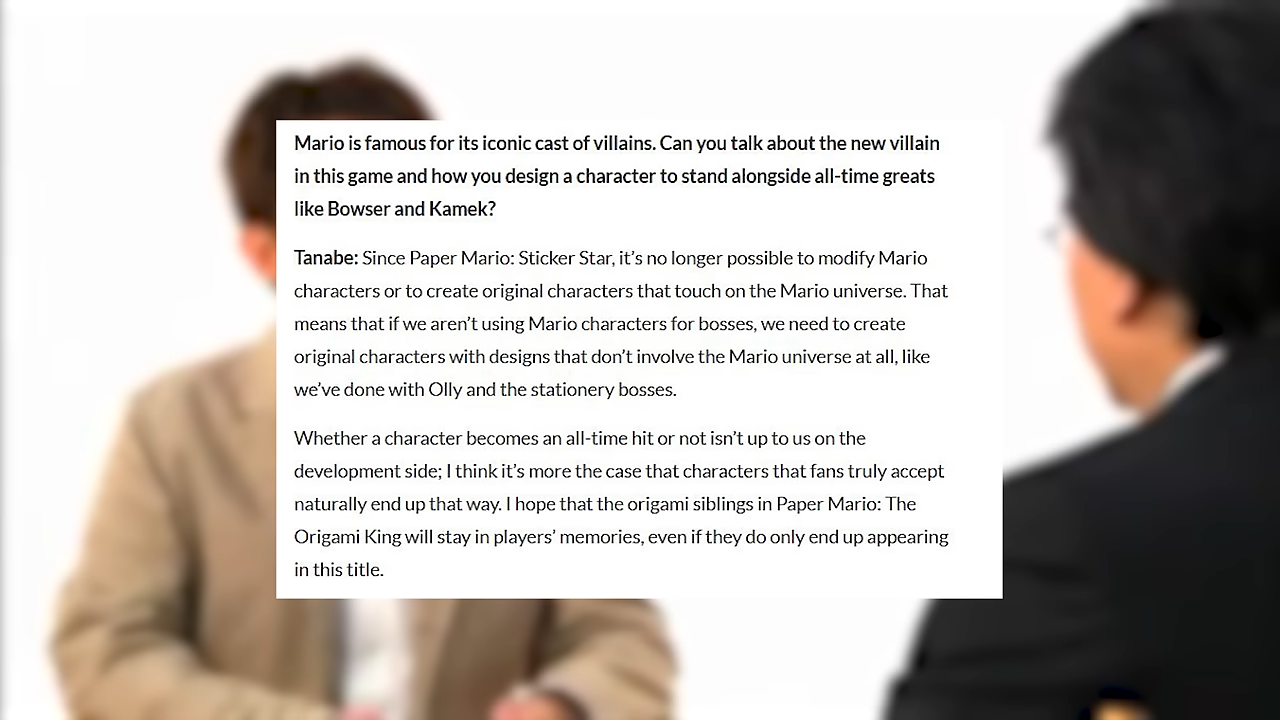 Mario is famous for its iconic cast of villains. Can you talk about the new villain
in this game and how you design a character to stand alongside all-time greats
like Bowser and Kamek?
Tanabe: Since Paper Mario: Sticker Star, it’s no longer possible to modify Mario
characters or to create original characters that touch on the Mario universe. That
means that if we aren’t using Mario characters for bosses, we need to create
original characters with designs that don’t involve the Mario universe at all, like
we’ve done with Olly and the stationery bosses.
Whether a character becomes an all-time hit or not isn’t up to us on the
development side; I think it’s more the case that characters that fans truly accept
naturally end up that way. I hope that the origami siblings in Paper Mario: The
Origami King will stay in players’ memories, even if they do only end up appearing
in this title.